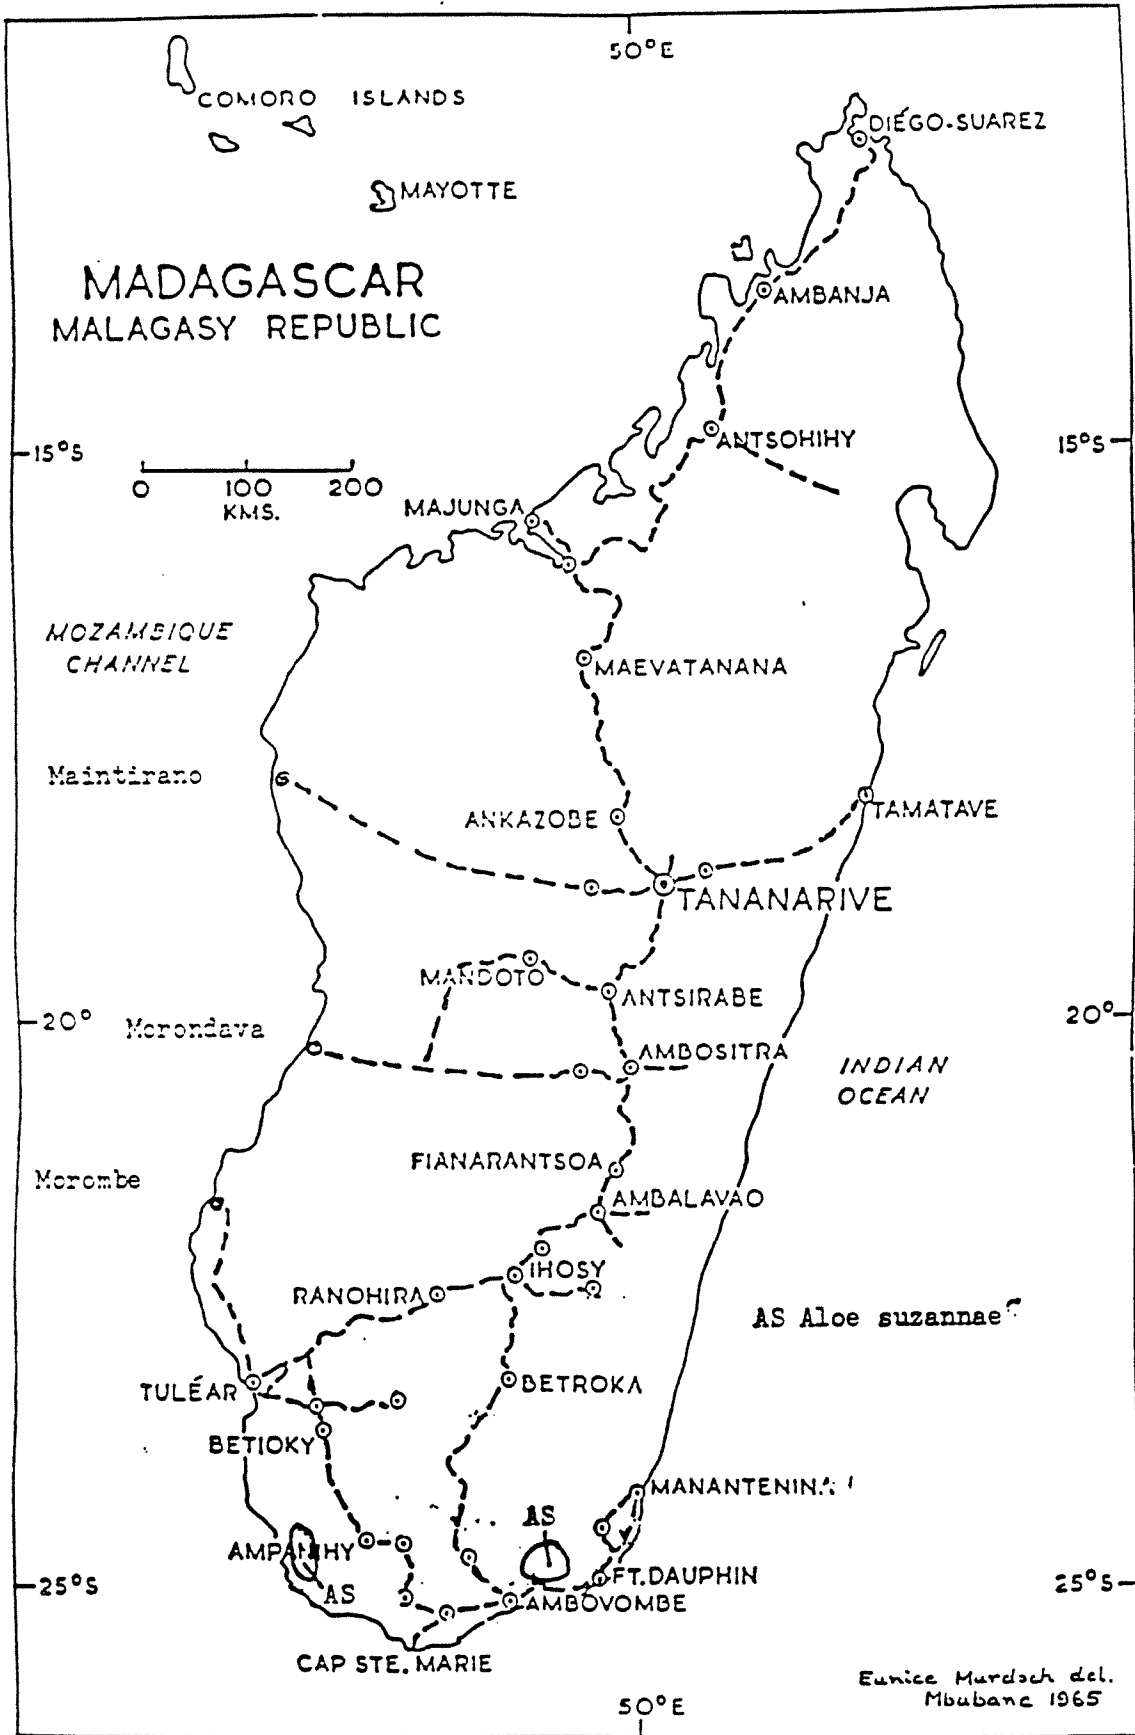 50°E
COMORO ISLANDS
DIÉGO-SUAREZ
MAYOTTE
MADAGASCAR
MALAGASY REPUBLIC
AMBANJA
ANTSOHIHY
15°S
15°S
0 100 200
KMS.
MAJUNGA
MOZAMBIQUE
CHANNEL
MAEVATANANA
Maintirano
ANKAZOBE
TAMATAVE
TANANARIVE
MANDOTO
ANTSIRABE
20°
20°
Morondava
AMBOSITRA
INDIAN
OCEAN
FIANARANTSOA
Morombe
AMBALAVAO
IHOSY
RANOHIRA
AS Aloe suzannae
TULÉAR
BETROKA
BETIOKY
MANANTENINA
AS
AMPANIHY
FT. DAUPHIN
25°S
25°S
AS
AMBOVOMBE
CAP STE. MARIE
Eunice Murdoch del.
Mbabane 1965
50°E